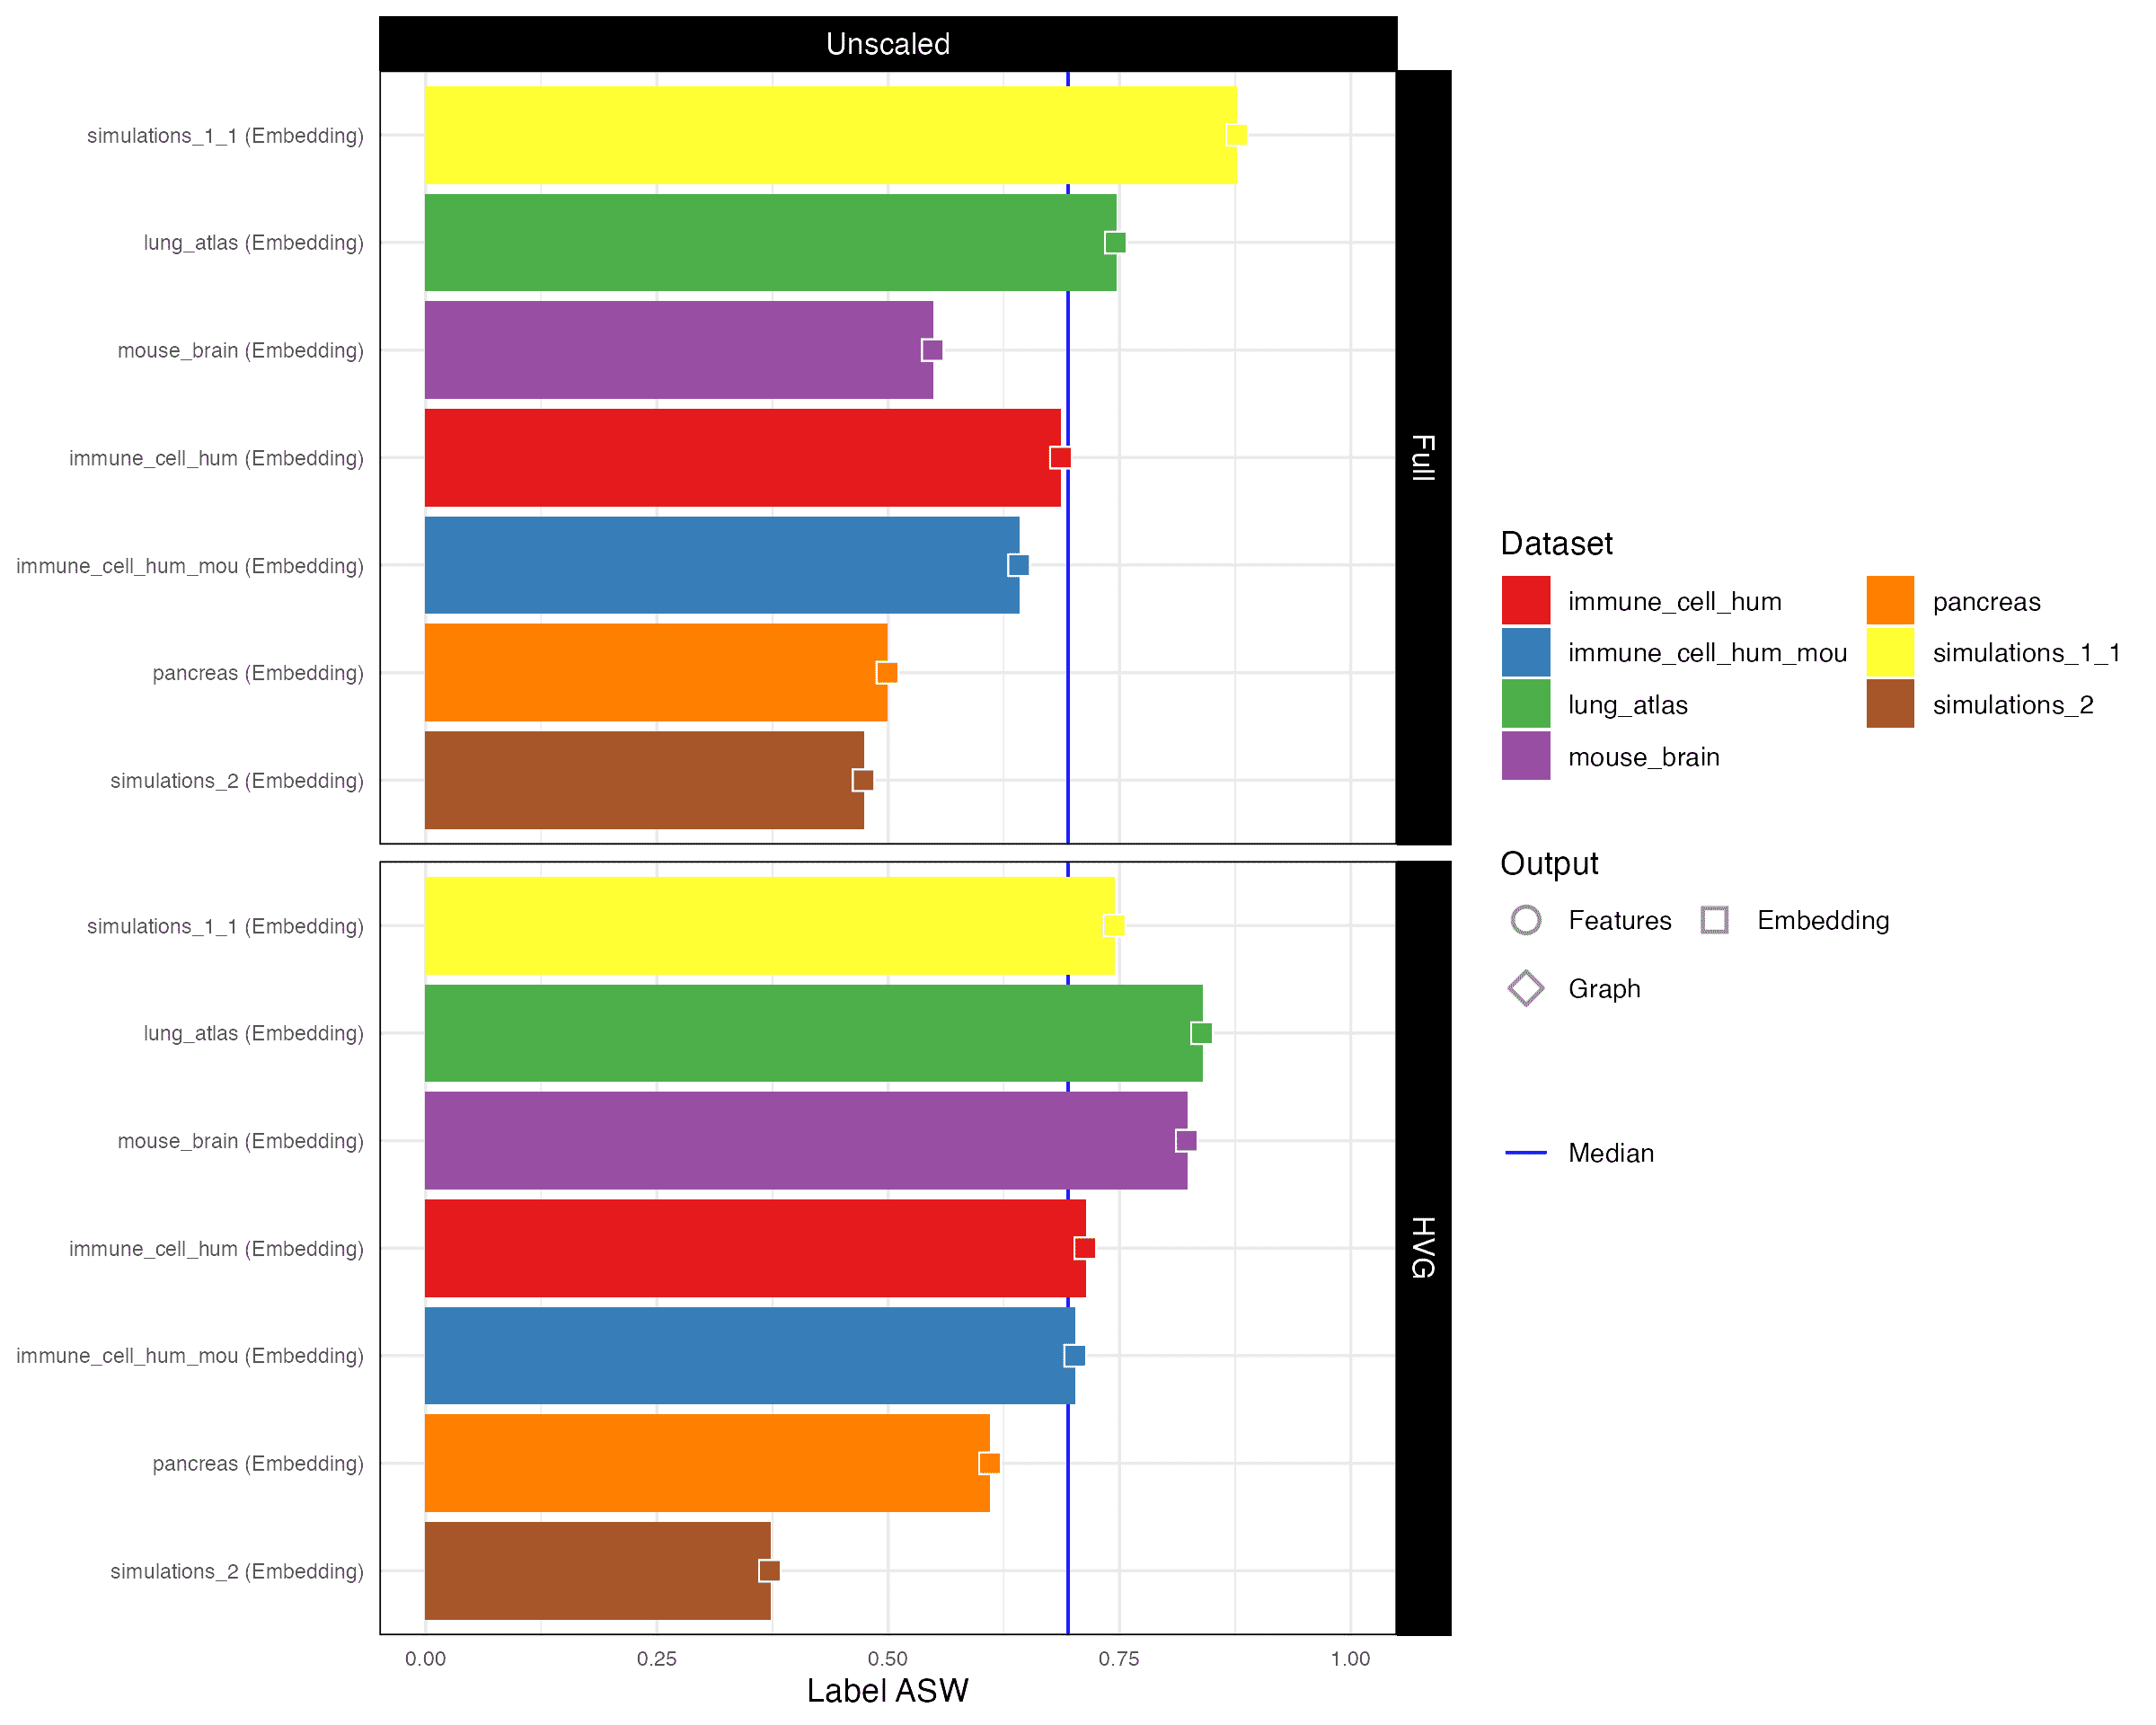 Unscaled
simulations_1_1 (Embedding)
lung_atlas (Embedding)
mouse_brain (Embedding)
immune_cell_hum (Embedding)
immune_cell_hum_mou (Embedding)
pancreas (Embedding)
simulations_2 (Embedding)
Full
simulations_1_1 (Embedding)
lung_atlas (Embedding)
mouse_brain (Embedding)
immune_cell_hum (Embedding)
immune_cell_hum_mou (Embedding)
pancreas (Embedding)
simulations_2 (Embedding)
HVG
0.00 0.25 0.50 0.75 1.00
Label ASW
Dataset
immune_cell_hum
immune_cell_hum_mou
lung_atlas
mouse_brain
pancreas
simulations_1_1
simulations_2
Output
Features Embedding
Graph
Median